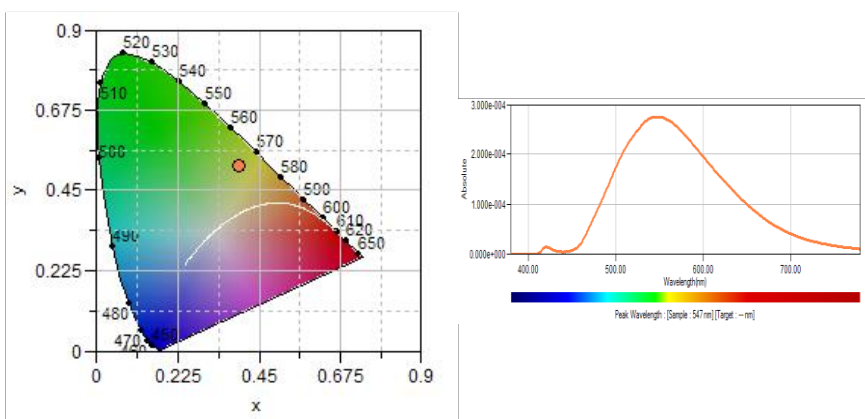 0.9
0.675
0.45
0.225
0
y
520
530
540
550
560
570
580
590
600
610
620
650
510
500
490
480
470
450
0 0.225 0.45 0.675 0.9
x
3.000e-004
2.000e-004
1.000e-004
0.000e+000
Absolute
400.00 500.00 600.00 700.00
Wavelength(nm)
Peak Wavelength : [Sample : 547nm] [Target : --- nm]